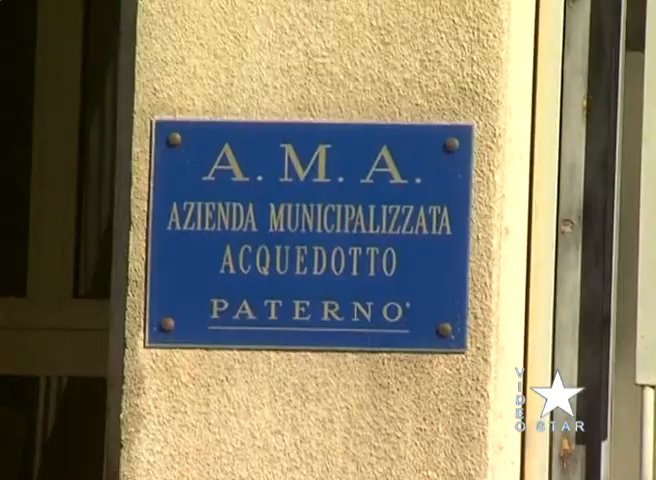 A.M.A.
AZIENDA MUNICIPALIZZATA
ACQUEDOTTO
PATERNO'
VIDEO STAR